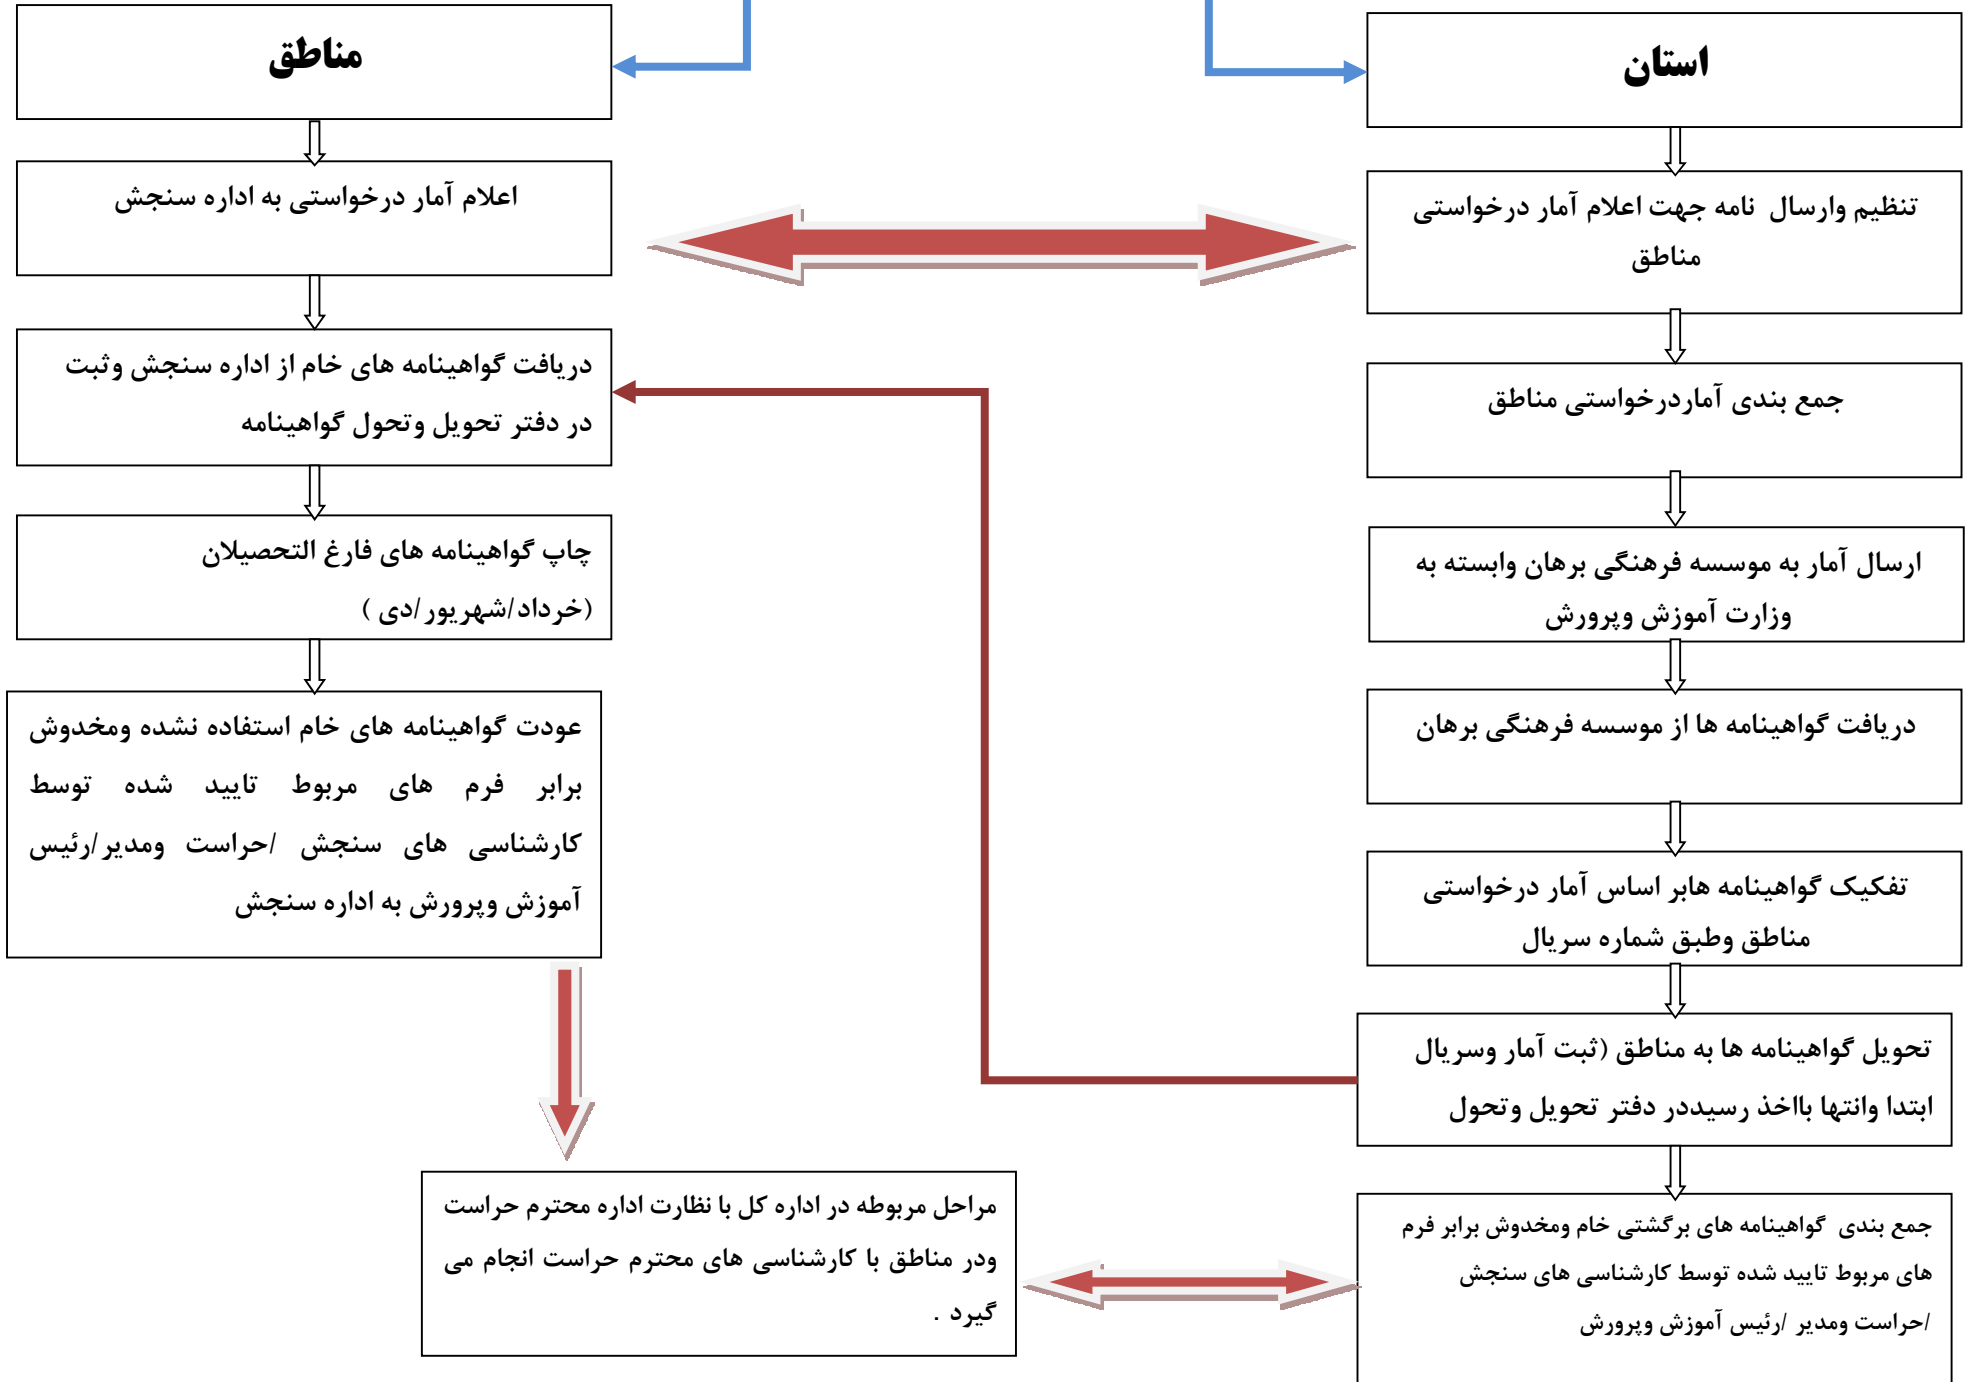 استان
تنظیم وارسال نامه جهت اعلام آمار درخواستی
مناطق
جمع بندی آماردرخواستی مناطق
ارسال آمار به موسسه فرهنگی برهان وابسته به
وزارت آموزش وپرورش
دریافت گواهینامه ها از موسسه فرهنگی برهان
تفکیک گواهینامه هابر اساس آمار درخواستی
مناطق وطبق شماره سریال
تحویل گواهینامه ها به مناطق (ثبت آمار وسریال
ابتدا وانتها بااخذ رسیددر دفتر تحویل وتحول
جمع بندی گواهینامه های برگشتی خام ومخدوش برابر فرم
های مربوط تایید شده توسط کارشناسی های سنجش
/حراست ومدیر /رئیس آموزش وپرورش
مناطق
اعلام آمار درخواستی به اداره سنجش
دریافت گواهینامه های خام از اداره سنجش وثبت
در دفتر تحویل وتحول گواهینامه
چاپ گواهینامه های فارغ التحصیلان
(خرداد/شهریور/دی )
عودت گواهینامه های خام استفاده نشده ومخدوش
برابر فرم های مربوط تایید شده توسط
کارشناسی های سنجش /حراست ومدیر/رئیس
آموزش وپرورش به اداره سنجش
مراحل مربوطه در اداره کل با نظارت اداره محترم حراست
ودر مناطق با کارشناسی های محترم حراست انجام می
گیرد .